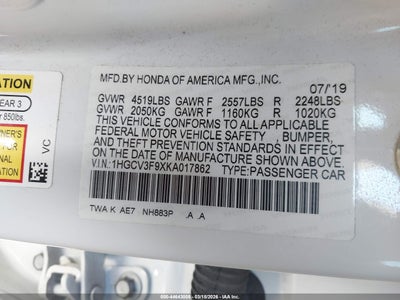 MFD.BY HONDA OF AMERICA MFG.,INC. 07/19
GVWR 4519LBS GAWR F 2557LBS R 2248LBS
GVWR 2050KG GAWR F 1160KG R 1020KG
THIS VEHICLE CONFORMS TO ALL APPLICABLE
FEDERAL MOTOR VEHICLE SAFETY , BUMPER,
AND THEFT PREVENTION STANDARDS IN EFFECT
ON THE DATE OF MANUFACTURE SHOWN ABOVE.
V.I.N:1HGCV3F9XKA017862 TYPE:PASSENGER CAR
TWA K AE7 NH883P .A .A
VC
ATION
EAR 3
r 850lbs.